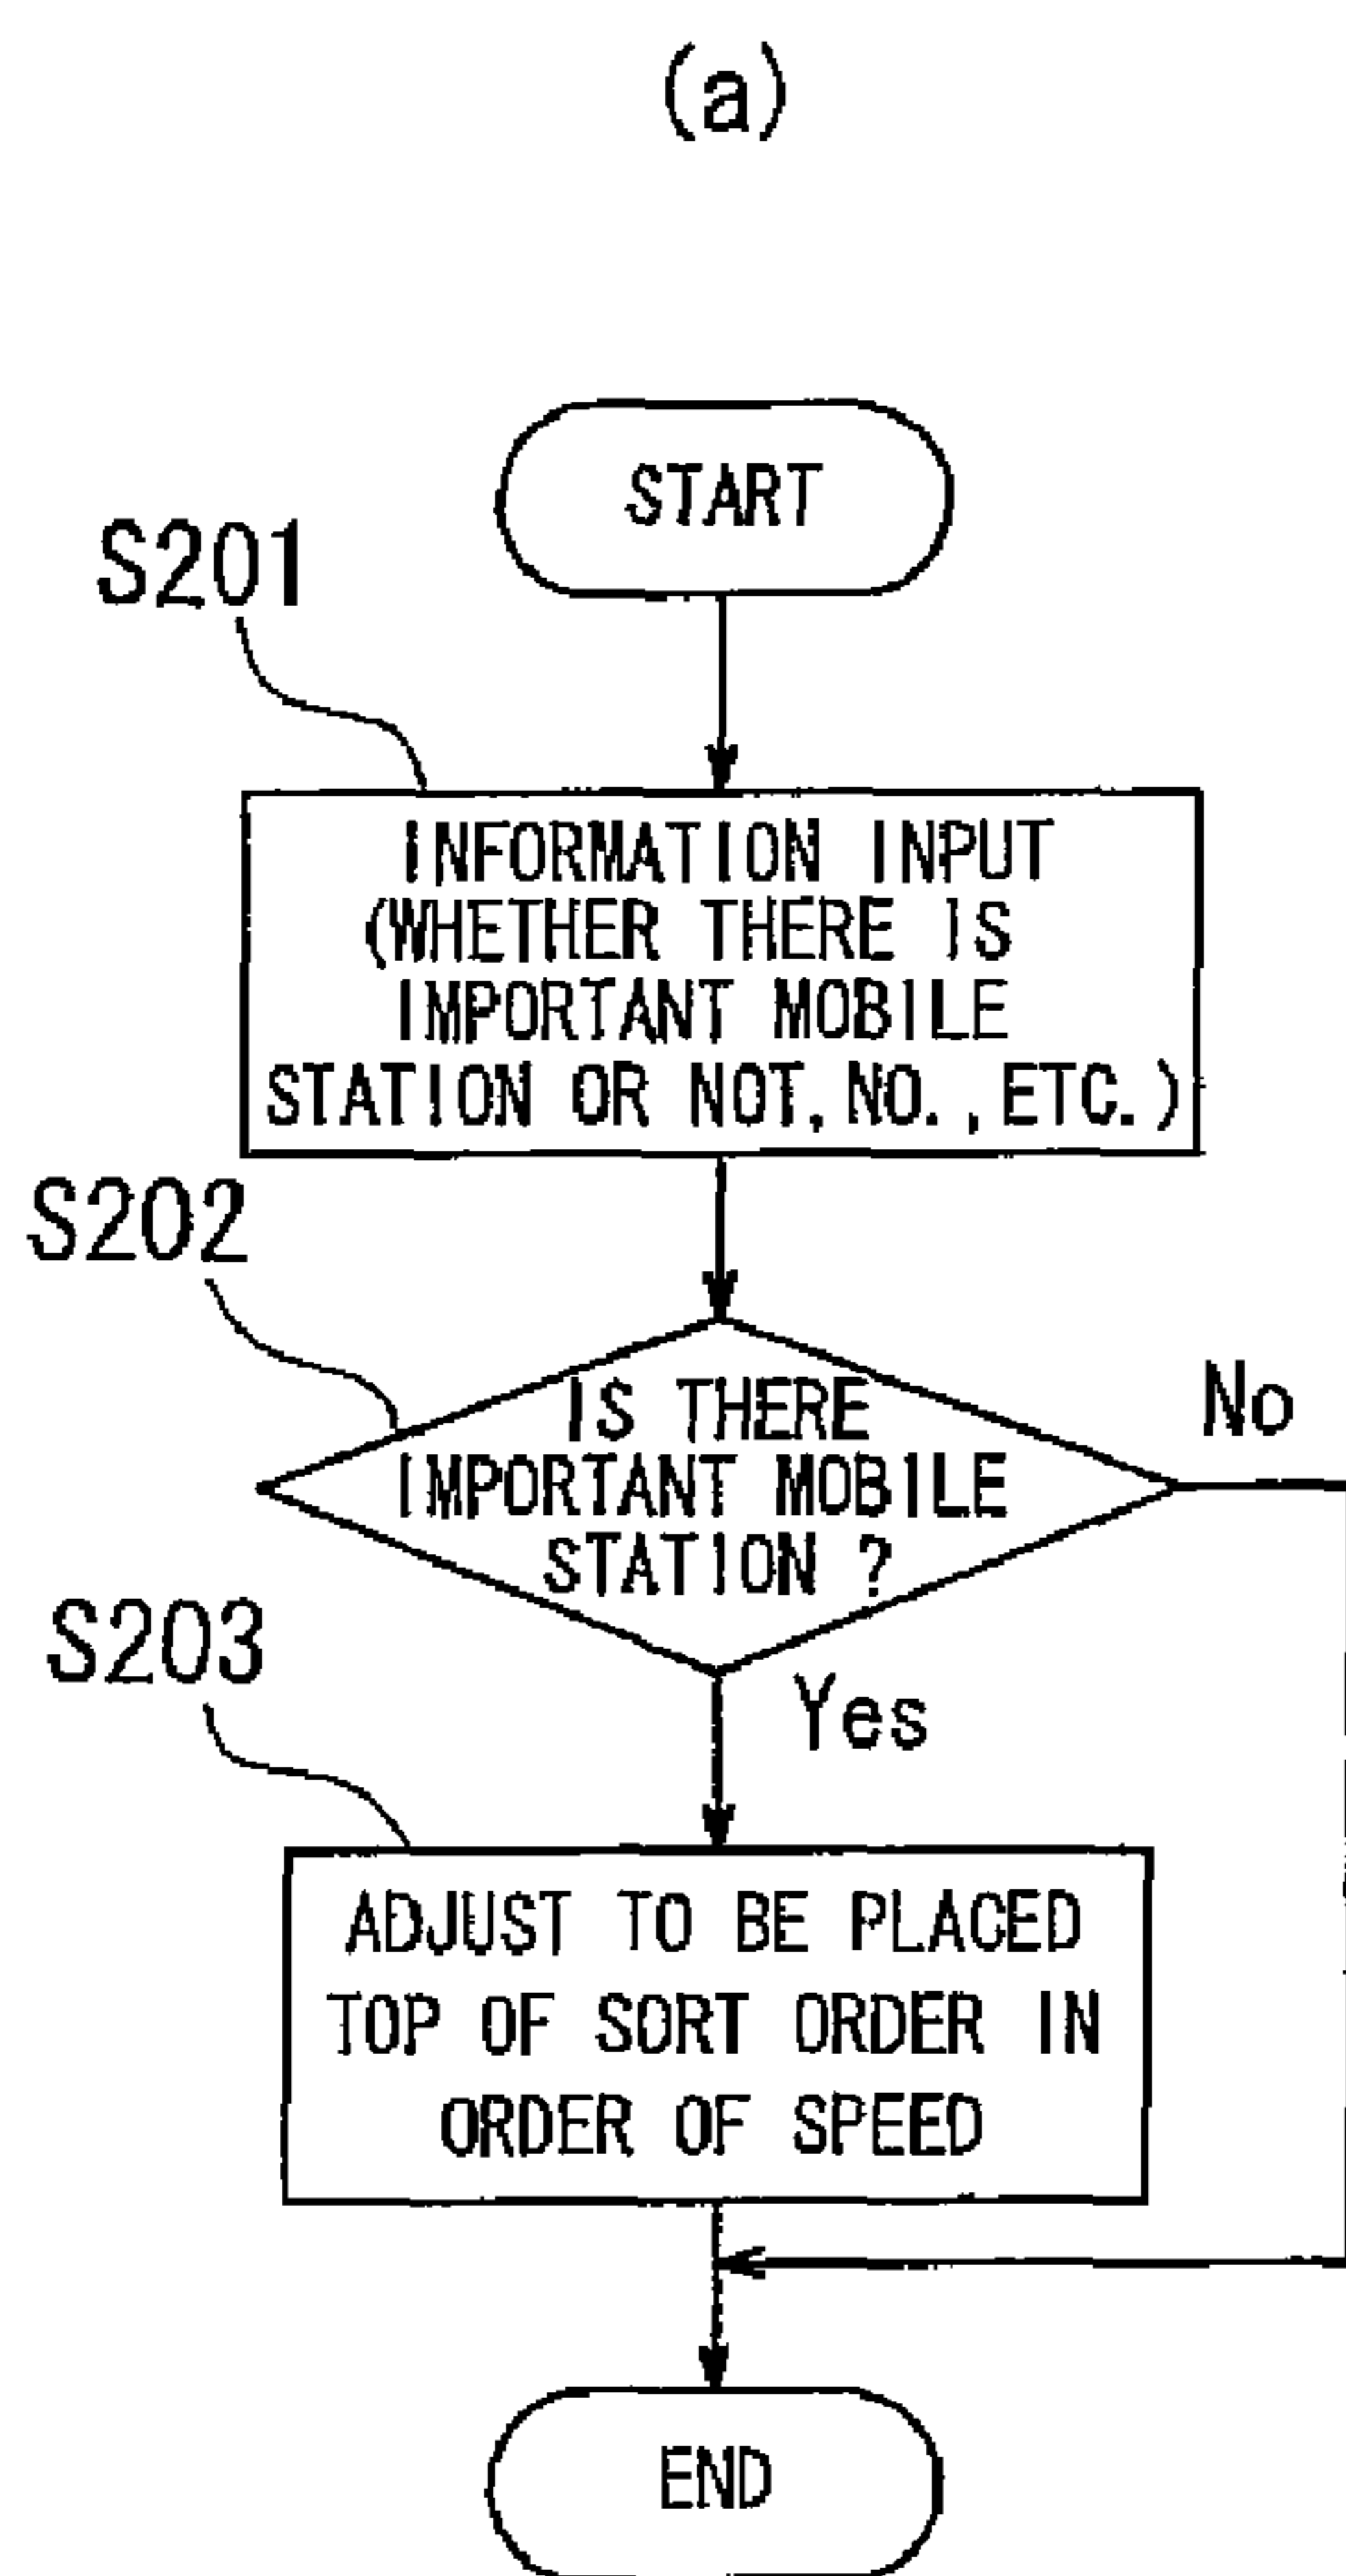 (a)
START
S201
INFORMATION INPUT
(WHETHER THERE IS
IMPORTANT MOBILE
STATION OR NOT, NO., ETC.)
S202
IS THERE
IMPORTANT MOBILE
STATION ?
No
S203
Yes
ADJUST TO BE PLACED
TOP OF SORT ORDER IN
ORDER OF SPEED
END